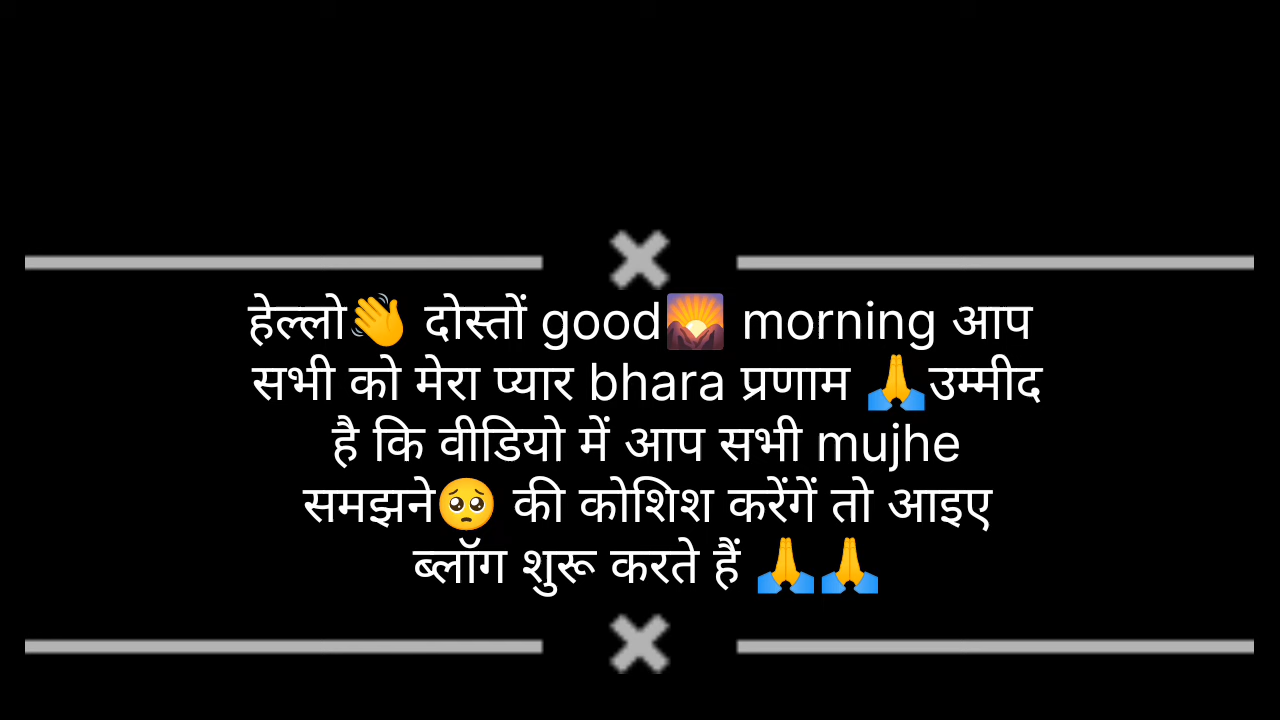 हेल्लो👋 दोस्तों good🌄 morning आप
सभी को मेरा प्यार bhara प्रणाम 🙏उम्मीद
है कि वीडियो में आप सभी mujhe
समझने🥺 की कोशिश करेंगें तो आइए
ब्लॉग शुरू करते हैं 🙏🙏